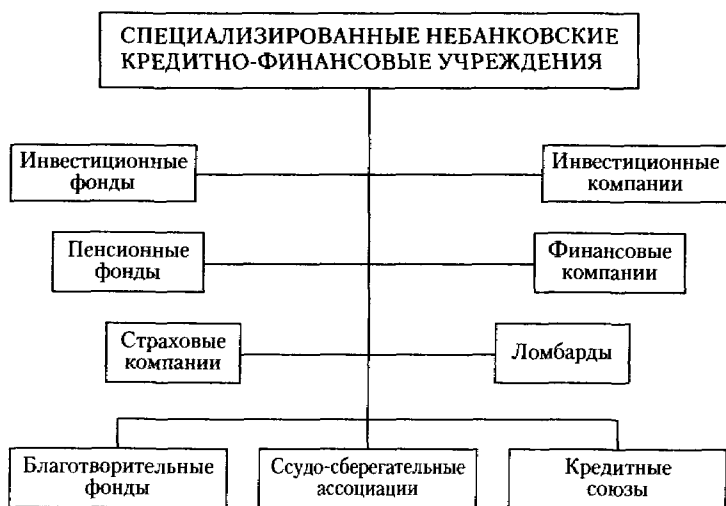 СПЕЦИАЛИЗИРОВАННЫЕ НЕБАНКОВСКИЕ
КРЕДИТНО-ФИНАНСОВЫЕ УЧРЕЖДЕНИЯ
Инвестиционные
фонды
Инвестиционные
компании
Пенсионные
фонды
Финансовые
компании
Страховые
компании
Ломбарды
Благотворительные
фонды
Ссудо-сберегательные
ассоциации
Кредитные
союзы